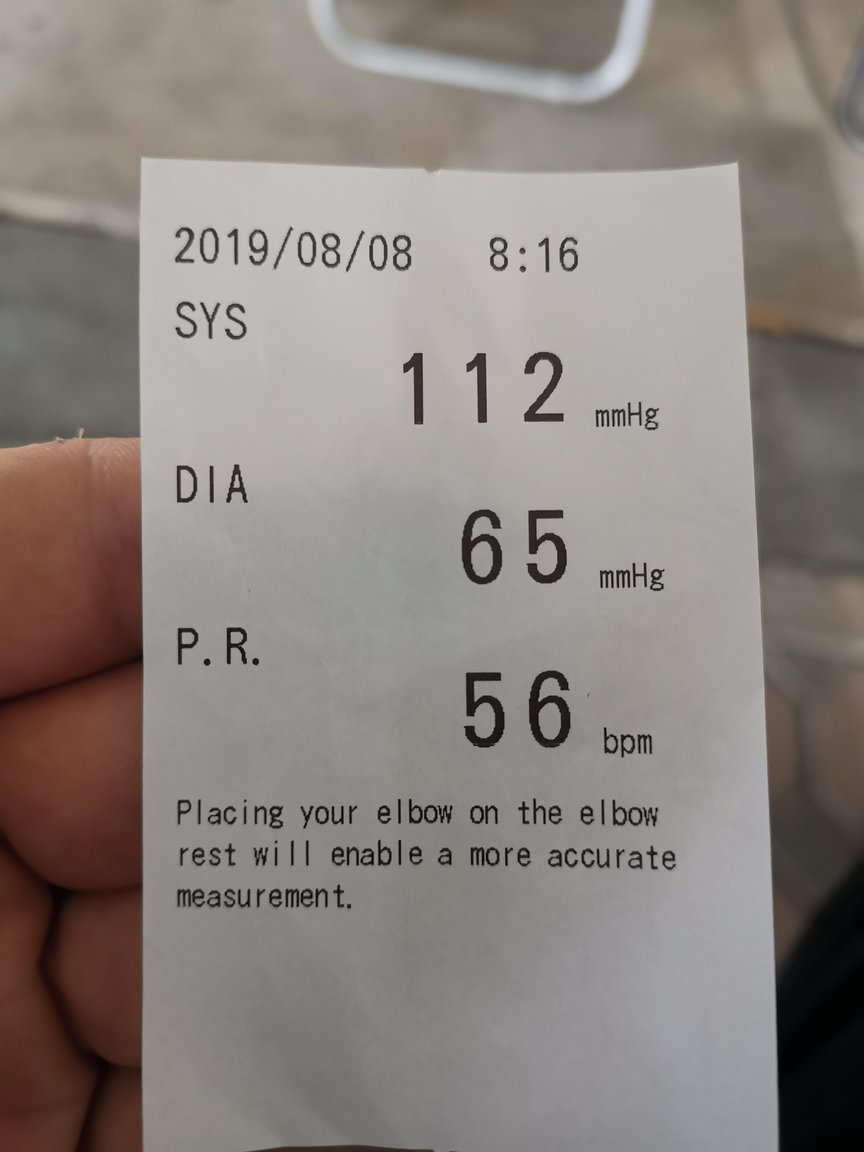 2019/08/08 8:16
SYS
112 mmHg
DIA
65 mmHg
P.R.
56 bpm
Placing your elbow on the elbow
rest will enable a more accurate
measurement.